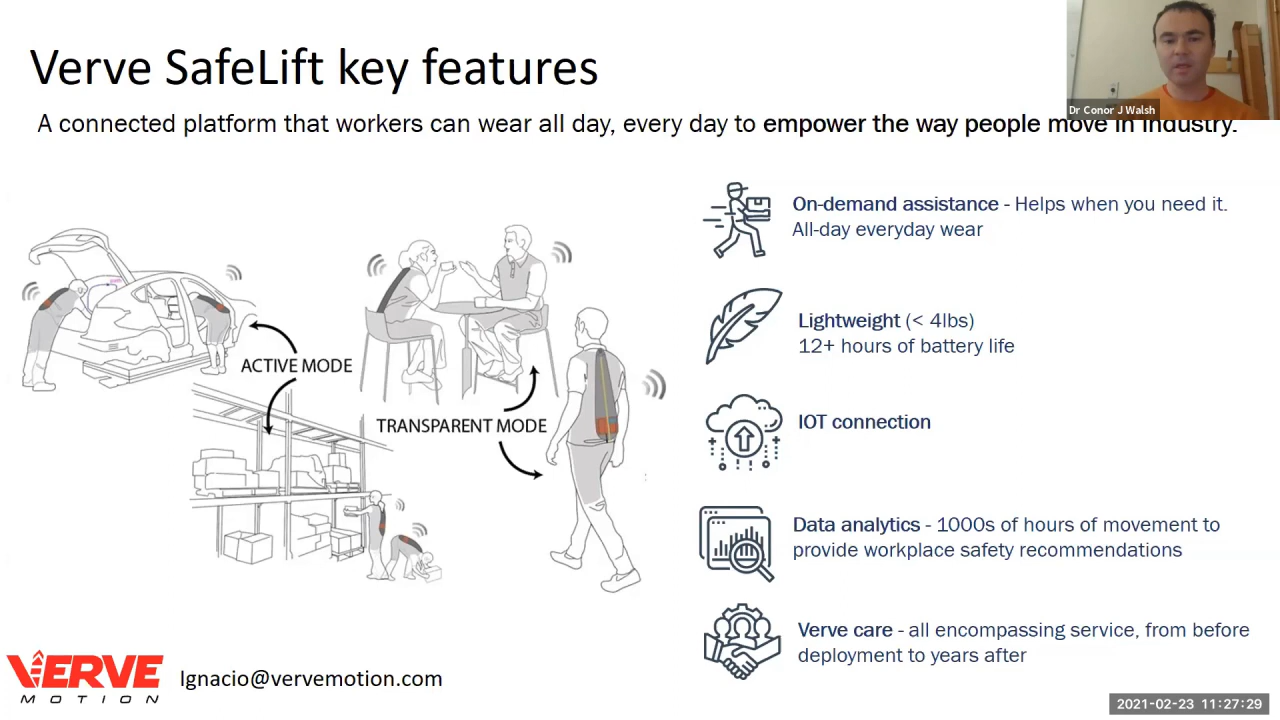 Verve SafeLift key features
Dr Conor J Walsh
A connected platform that workers can wear all day, every day to empower the way people move in industry.
On-demand assistance - Helps when you need it.
All-day everyday wear
Lightweight (< 4lbs)
12+ hours of battery life
ACTIVE MODE
TRANSPARENT MODE
IOT connection
Data analytics - 1000s of hours of movement to
provide workplace safety recommendations
Verve care - all encompassing service, from before
deployment to years after
VERVE
MOTION
Ignacio@vervemotion.com
2021-02-23 11:27:29